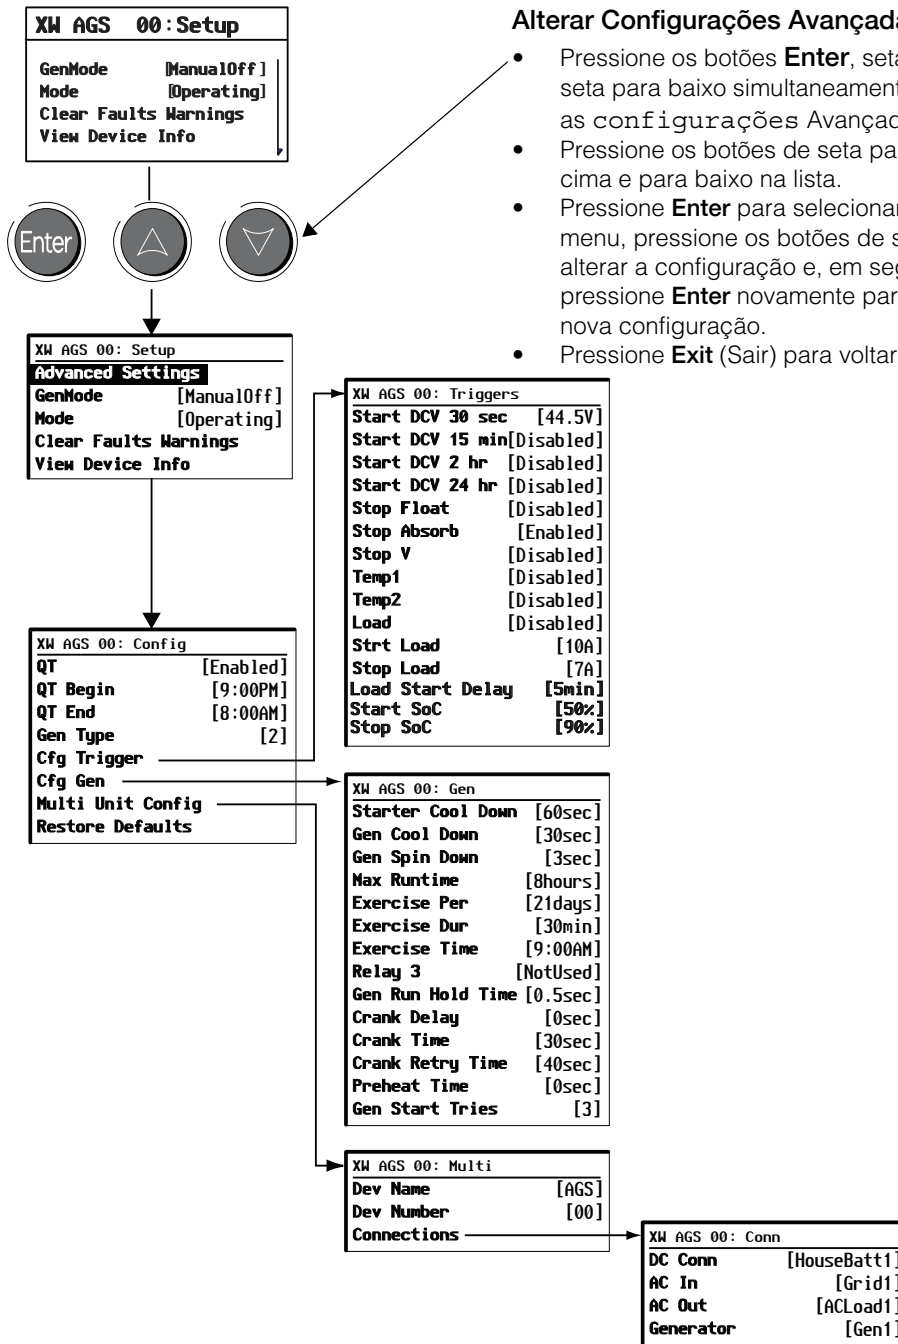 XW AGS 00:Setup
GenMode [ManualOff]
Mode [Operating]
Clear Faults Warnings
View Device Info
Enter
Alterar Configurações
Pressione os botões Enter,
seta para baixo
as configurações
Pressione os botões de seta
cima e para baixo na lista.
Pressione Enter para
menu, pressione os botões de
alterar a configuração e, em
pressione Enter novamente
nova configuração.
Pressione Exit (Sair) para voltar
XW AGS 00: Setup
Advanced Settings
GenMode [ManualOff]
Mode [Operating]
Clear Faults Warnings
View Device Info
XW AGS 00: Config
QT [Enabled]
QT Begin [9:00PM]
QT End [8:00AM]
Gen Type [2]
Cfg Trigger
Cfg Gen
Multi Unit Config
Restore Defaults
XW AGS 00: Triggers
Start DCV 30 sec [44.5V]
Start DCV 15 min[Disabled]
Start DCV 2 hr [Disabled]
Start DCV 24 hr [Disabled]
Stop Float [Disabled]
Stop Absorb [Enabled]
Stop V [Disabled]
Temp1 [Disabled]
Temp2 [Disabled]
Load [Disabled]
Strt Load [10A]
Stop Load [7A]
Load Start Delay [5min]
Start SoC [50%]
Stop SoC [90%]
XW AGS 00: Gen
Starter Cool Down [60sec]
Gen Cool Down [30sec]
Gen Spin Down [3sec]
Max Runtime [8hours]
Exercise Per [21days]
Exercise Dur [30min]
Exercise Time [9:00AM]
Relay 3 [NotUsed]
Gen Run Hold Time [0.5sec]
Crank Delay [0sec]
Crank Time [30sec]
Crank Retry Time [40sec]
Preheat Time [0sec]
Gen Start Tries [3]
XW AGS 00: Multi
Dev Name [AGS]
Dev Number [00]
Connections
XW AGS 00: Conn
DC Conn [HouseBatt1]
AC In [Grid1]
AC Out [ACLoad1]
Generator [Gen1]